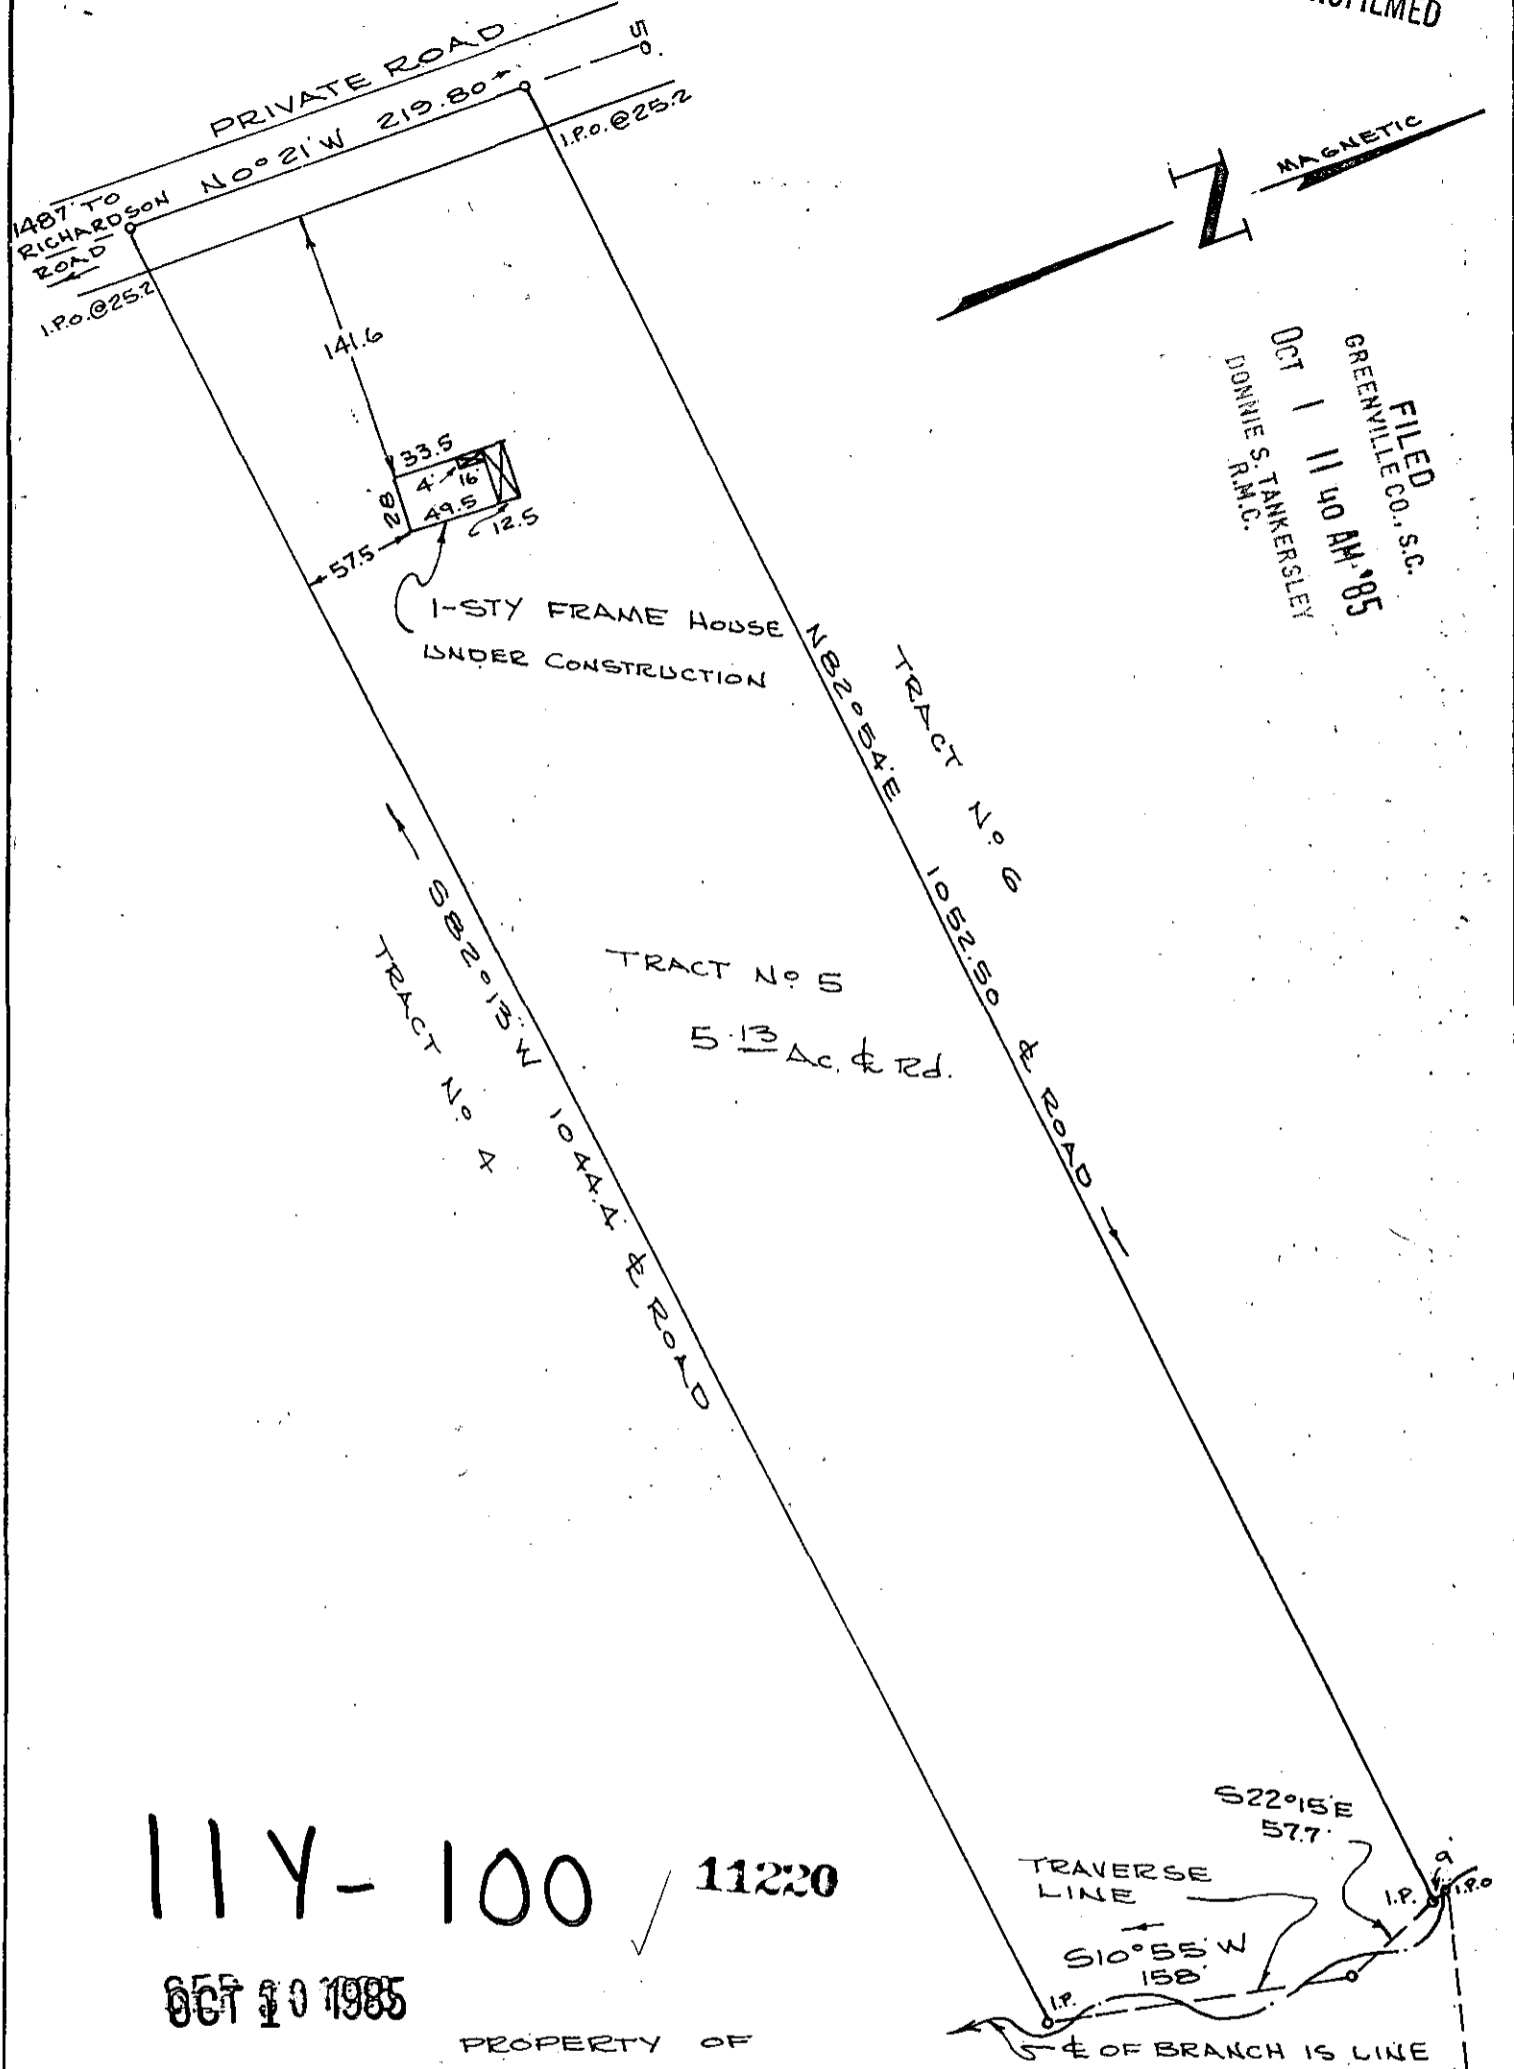 PRIVATE ROAD
50
N0°21'W 219.80
I.P.O.@25.2
1487' TO
RICHARDSON
ROAD
I.P.O.@25.2
MAGNETIC
N
141.6
33.5
4'
16'
28
49.5
12.5
57.5
1-STY FRAME HOUSE
UNDER CONSTRUCTION
FILED
GREENVILLE CO., S.C.
OCT 1 11 40 AM '85
DONNIE S. TANKERSLEY
R.M.C.
N82°54'E 1052.50 ℄ ROAD
TRACT No. 6
S82°13'W 1044.4' ℄ ROAD
TRACT No. 4
TRACT No. 5
5.13 Ac. ℄ Rd.
S22°15'E
57.7'
TRAVERSE
LINE
S10°55'W
158'
9'
I.P.
I.P.O
I.P.
℄ OF BRANCH IS LINE
11Y-100
11220
OCT 10 1985
PROPERTY OF